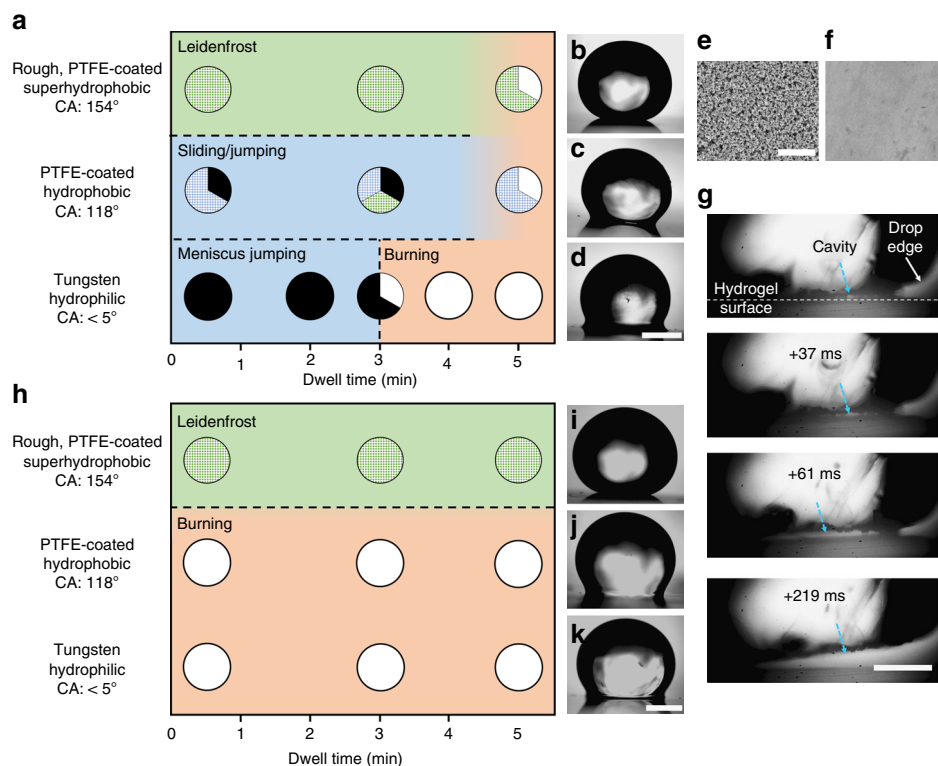 a
Rough, PTFE-coated
superhydrophobic
CA: 154°
PTFE-coated
hydrophobic
CA: 118°
Tungsten
hydrophilic
CA: < 5°
Leidenfrost
Sliding/jumping
Meniscus jumping
Burning
0
1
2
3
4
5
Dwell time (min)
b
c
d
e
f
g
Cavity
Drop
edge
Hydrogel
surface
+37 ms
+61 ms
+219 ms
h
Rough, PTFE-coated
superhydrophobic
CA: 154°
PTFE-coated
hydrophobic
CA: 118°
Tungsten
hydrophilic
CA: < 5°
Leidenfrost
Burning
0
1
2
3
4
5
Dwell time (min)
i
j
k